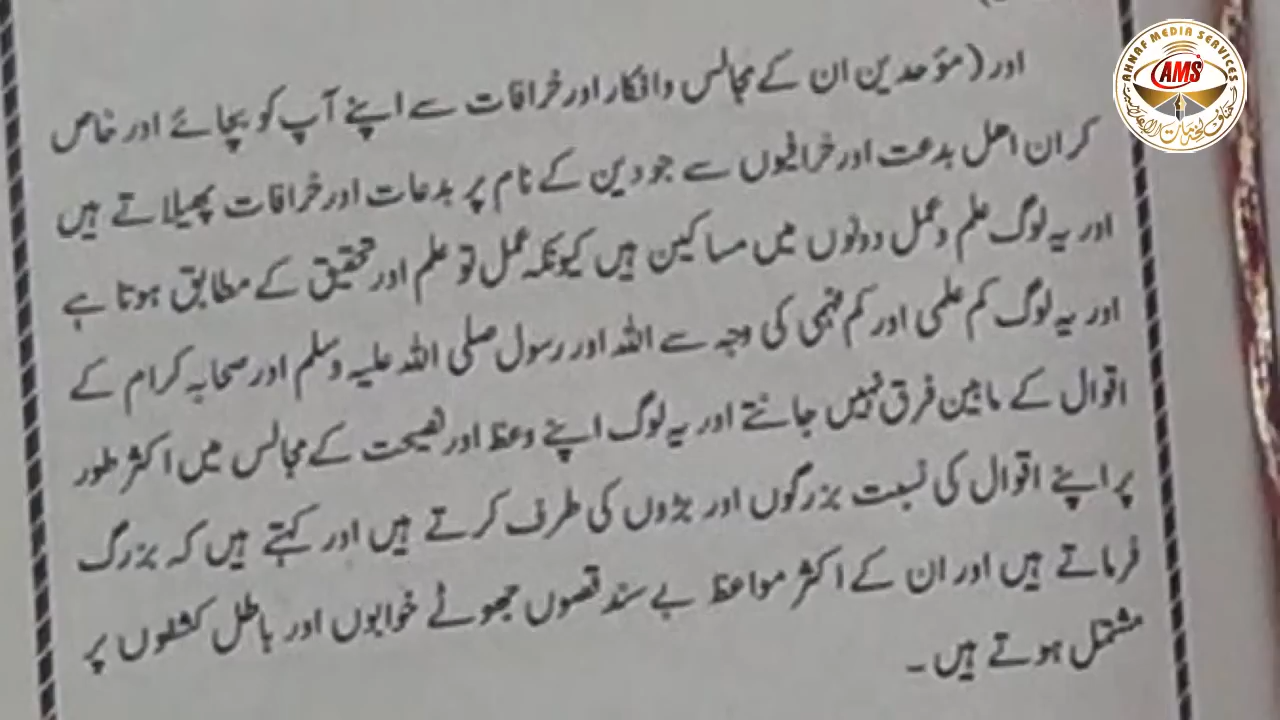 اور (مؤحدین ان کے مجالس وافکار اور خرافات سے اپنے آپ کو بچائے اور خاص
کر ان اھل بدعت اور خرافیوں سے جو دین کے نام پر بدعات اور خرافات پھیلاتے ہیں
اور یہ لوگ علم و عمل دونوں میں مساکین ہیں کیونکہ عمل تو علم اور تحقیق کے مطابق ہوتا ہے
اور یہ لوگ کم علمی اور کم فہمی کی وجہ سے اللہ اور رسول صلی اللہ علیہ وسلم اور صحابہ کرام کے
اقوال کے مابین فرق نہیں جانتے اور یہ لوگ اپنے وعظ اور نصیحت کے مجالس میں اکثر طور
پر اپنے اقوال کی نسبت بزرگوں اور بڑوں کی طرف کرتے ہیں اور کہتے ہیں کہ بزرگ
فرماتے ہیں اور ان کے اکثر مواعظ بے سند قصوں جھوٹے خوابوں اور باطل کشفوں پر
مشتمل ہوتے ہیں۔
AHNAF MEDIA SERVICES
AMS